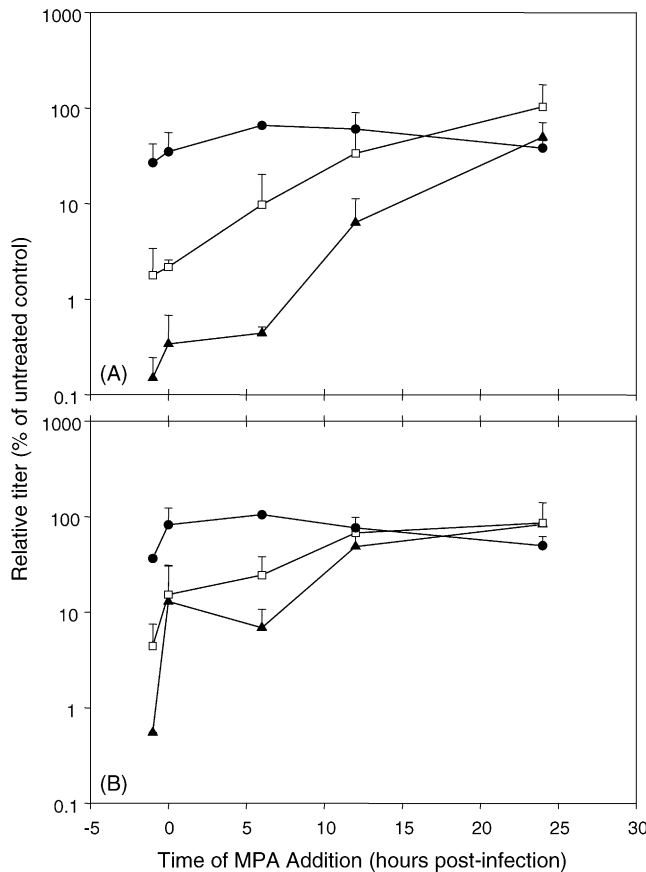 1000
100
10
1
0.1
(A)
1000
100
10
1
0.1
(B)
Relative titer (% of untreated control)
-5 0 5 10 15 20 25 30
Time of MPA Addition (hours post-infection)